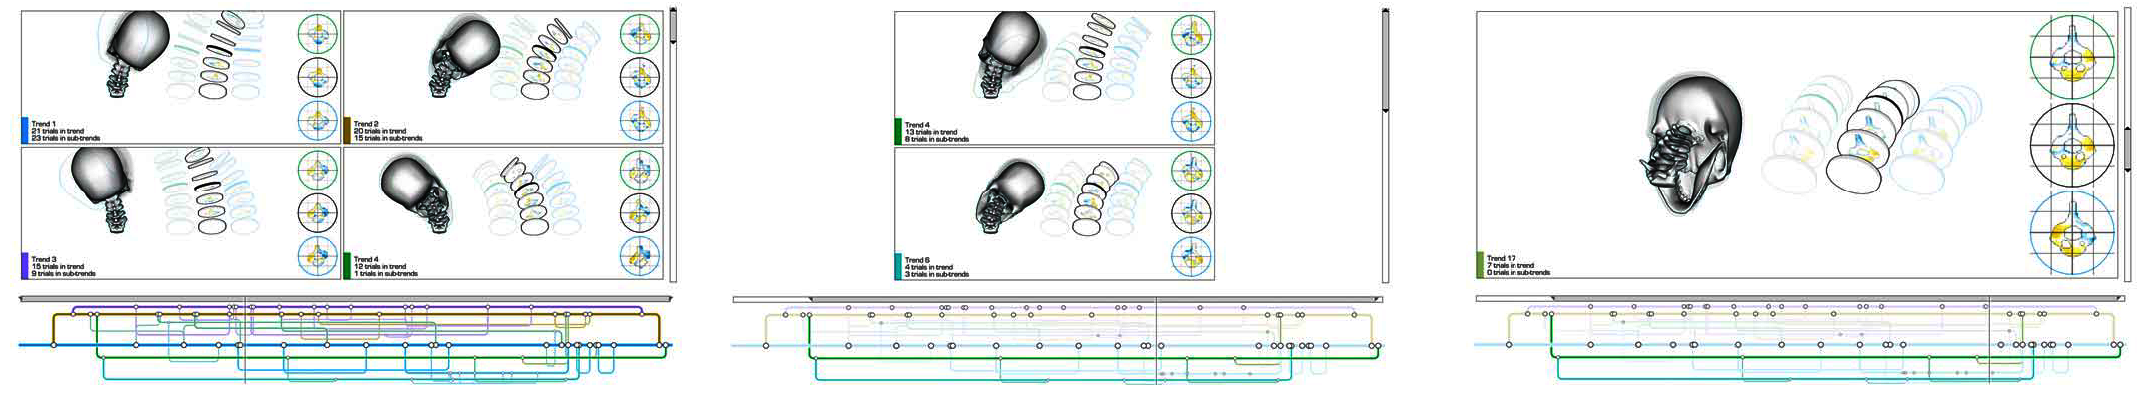 Trend 1
21 trials in trend
23 trials in sub-trends
Trend 2
20 trials in trend
15 trials in sub-trends
Trend 3
15 trials in trend
9 trials in sub-trends
Trend 4
12 trials in trend
1 trials in sub-trends
Trend 4
13 trials in trend
8 trials in sub-trends
Trend 6
4 trials in trend
3 trials in sub-trends
Trend 17
7 trials in trend
0 trials in sub-trends